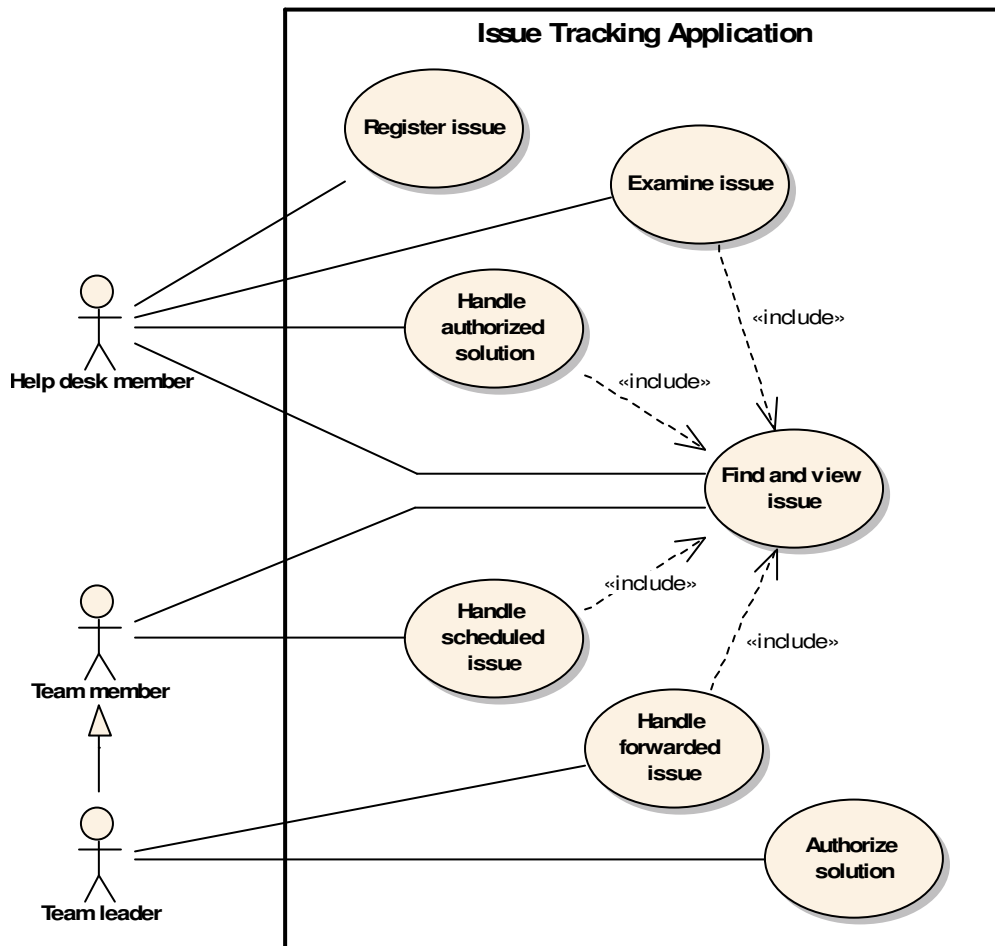 Issue Tracking Application
Register issue
Examine issue
Handle
authorized
solution
«include»
«include»
Help desk member
Find and view
issue
«include»
Handle
scheduled
issue
«include»
Team member
Handle
forwarded
issue
Authorize
solution
Team leader